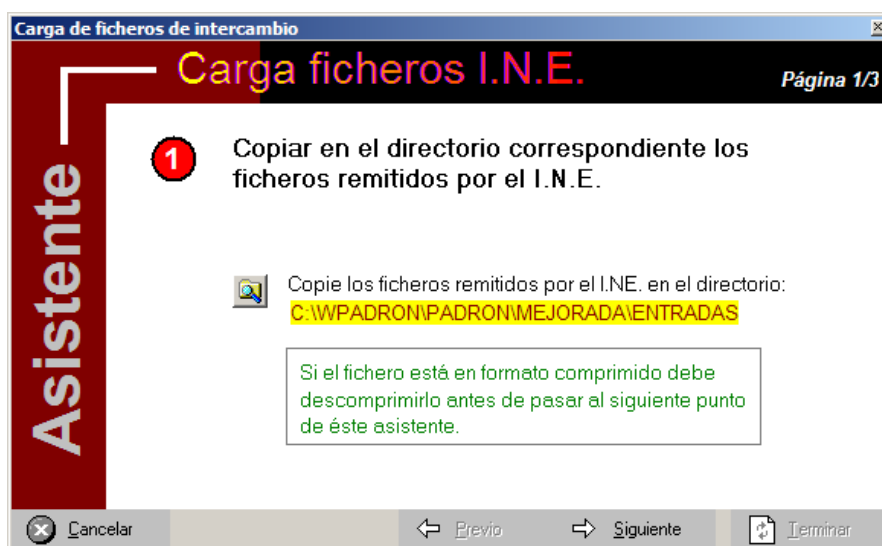 Carga de ficheros de intercambio
Carga ficheros I.N.E.
Página 1/3
Asistente
1
Copiar en el directorio correspondiente los
ficheros remitidos por el I.N.E.
Copie los ficheros remitidos por el I.NE. en el directorio:
C:\WPADRON\PADRON\MEJORADA\ENTRADAS
Si el fichero está en formato comprimido debe
descomprimirlo antes de pasar al siguiente punto
de éste asistente.
Cancelar
Previo
Siguiente
Terminar